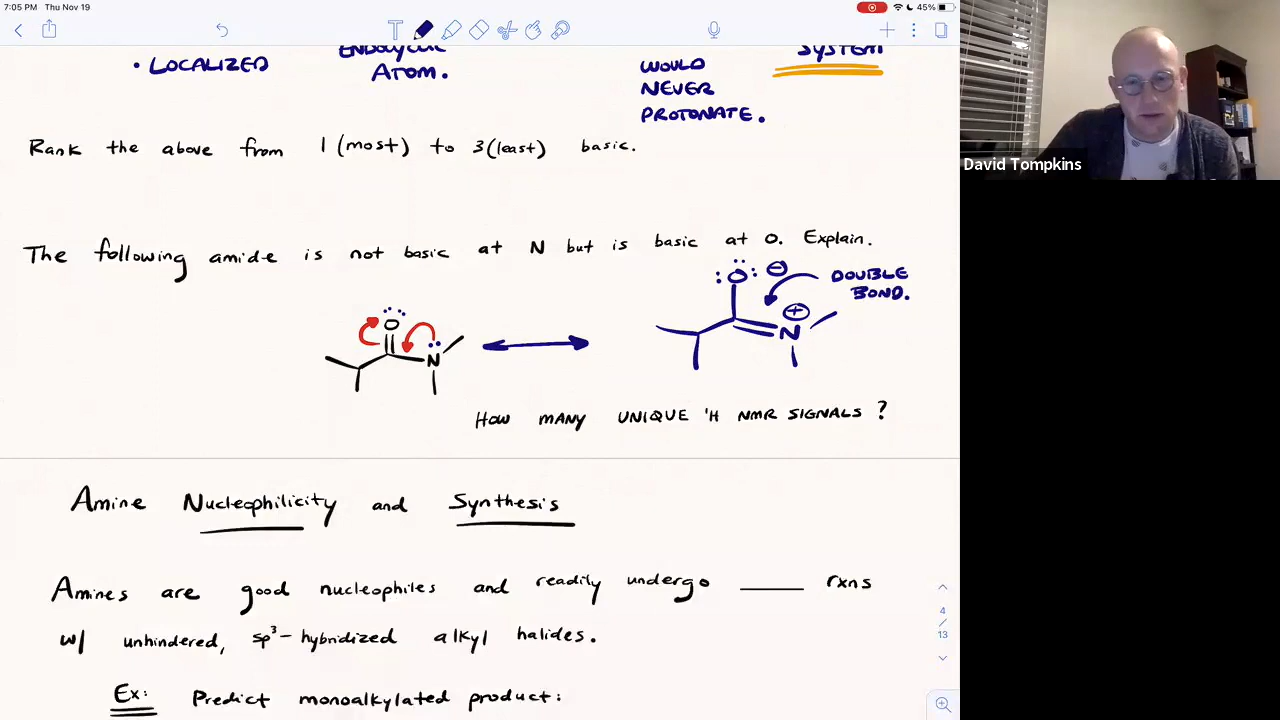 7:05 PM Thu Nov 19
45%
SYSTEM
ENDOCYCLIC
• LOCALIZED
ATOM.
WOULD
NEVER
PROTONATE.
David Tompkins
Rank the above from 1 (most) to 3 (least) basic.
The following amide is not basic at N but is basic at O. Explain.
O
N
O
N
DOUBLE
BOND.
HOW MANY UNIQUE 'H NMR SIGNALS ?
Amine Nucleophilicity and Synthesis
Amines are good nucleophiles and readily undergo ____ rxns
w/ unhindered, sp³-hybridized alkyl halides.
Ex: Predict monoalkylated product:
4
/
13